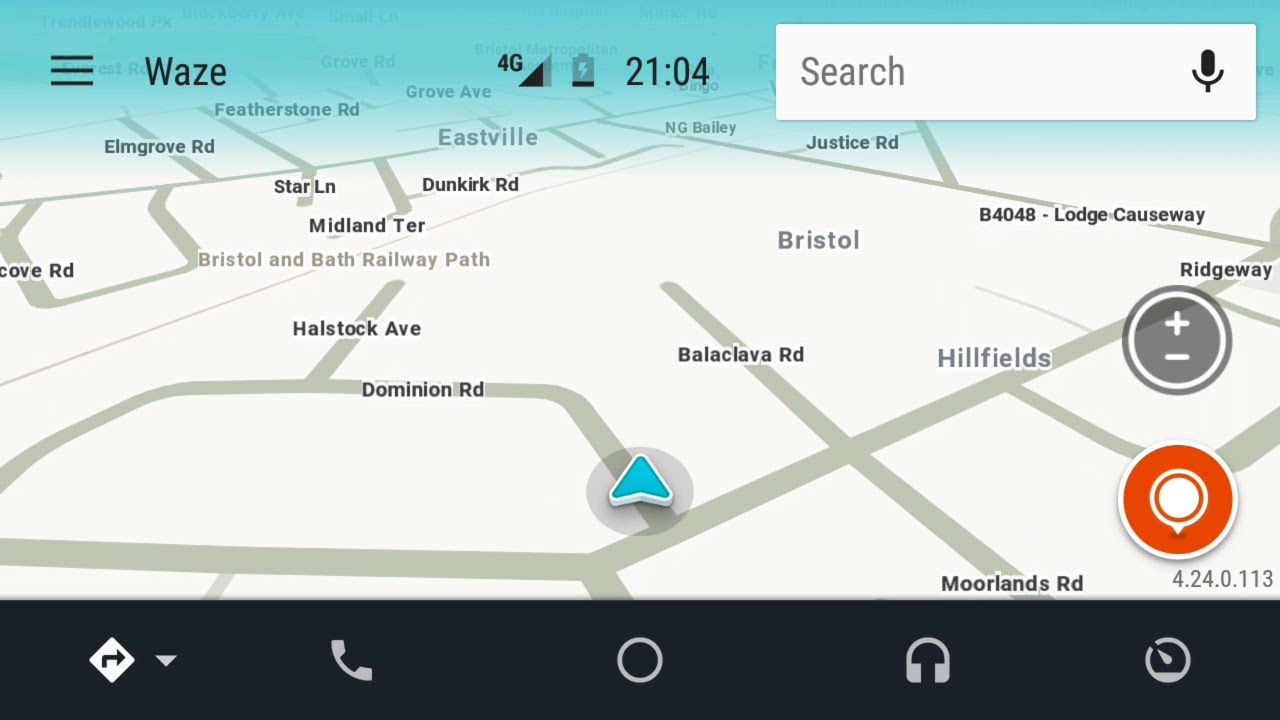 Trendlewood Pk
Blackberry Ave
Small Ln
Manor Rd
Everest Rd
Waze
Grove Rd
Bristol Metropolitan
4G
21:04
Search
Grove Ave
Bingo
Featherstone Rd
Eastville
NG Bailey
Elmgrove Rd
Justice Rd
Star Ln
Dunkirk Rd
B4048 - Lodge Causeway
Midland Ter
Bristol
Bristol and Bath Railway Path
cove Rd
Ridgeway
Halstock Ave
+
−
Balaclava Rd
Hillfields
Dominion Rd
Moorlands Rd
4.24.0.113